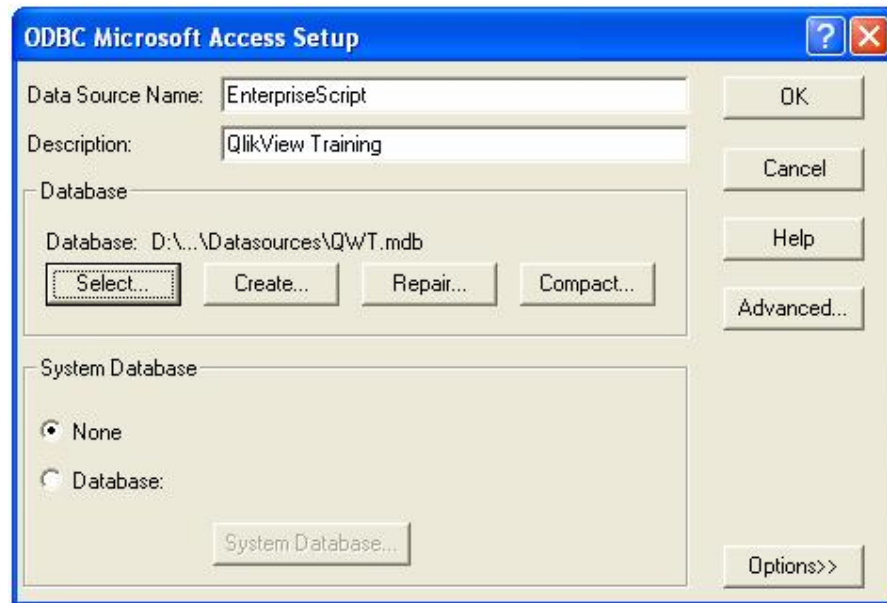 ODBC Microsoft Access Setup
Data Source Name: EnterpriseScript
OK
Description: QlikView Training
Cancel
Database
Database: D:\...\Datasources\QWT.mdb
Help
Select... Create... Repair... Compact...
Advanced...
System Database
None
Database:
System Database...
Options>>